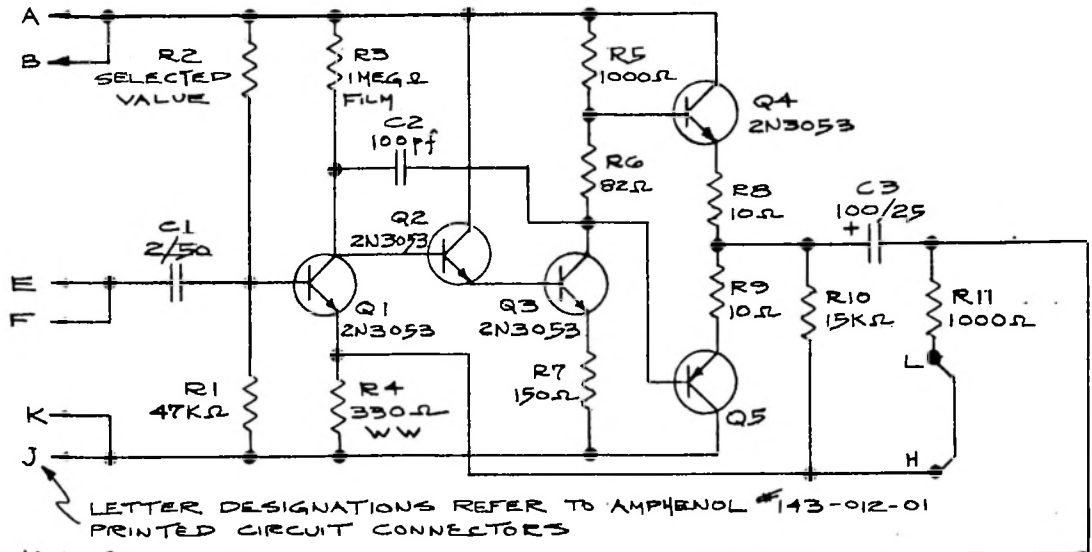 A
B
R2
SELECTED
VALUE
R3
1MEGΩ
FILM
C2
100pf
R5
1000Ω
Q4
2N3053
R6
82Ω
R8
10Ω
C3
100/25
+
C1
2/50
Q2
2N3053
E
F
Q1
2N3053
Q3
2N3053
R9
10Ω
R10
15KΩ
R11
1000Ω
L
R1
47KΩ
R4
330Ω
WW
R7
150Ω
Q5
K
J
H
LETTER DESIGNATIONS REFER TO AMPHENOL #143-012-01
PRINTED CIRCUIT CONNECTORS